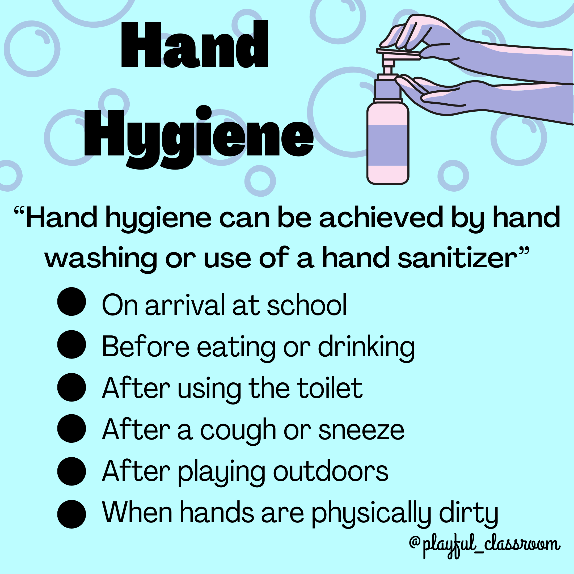 Hand
Hygiene
“Hand hygiene can be achieved by hand
washing or use of a hand sanitizer”
● On arrival at school
● Before eating or drinking
● After using the toilet
● After a cough or sneeze
● After playing outdoors
● When hands are physically dirty
@playful_classroom